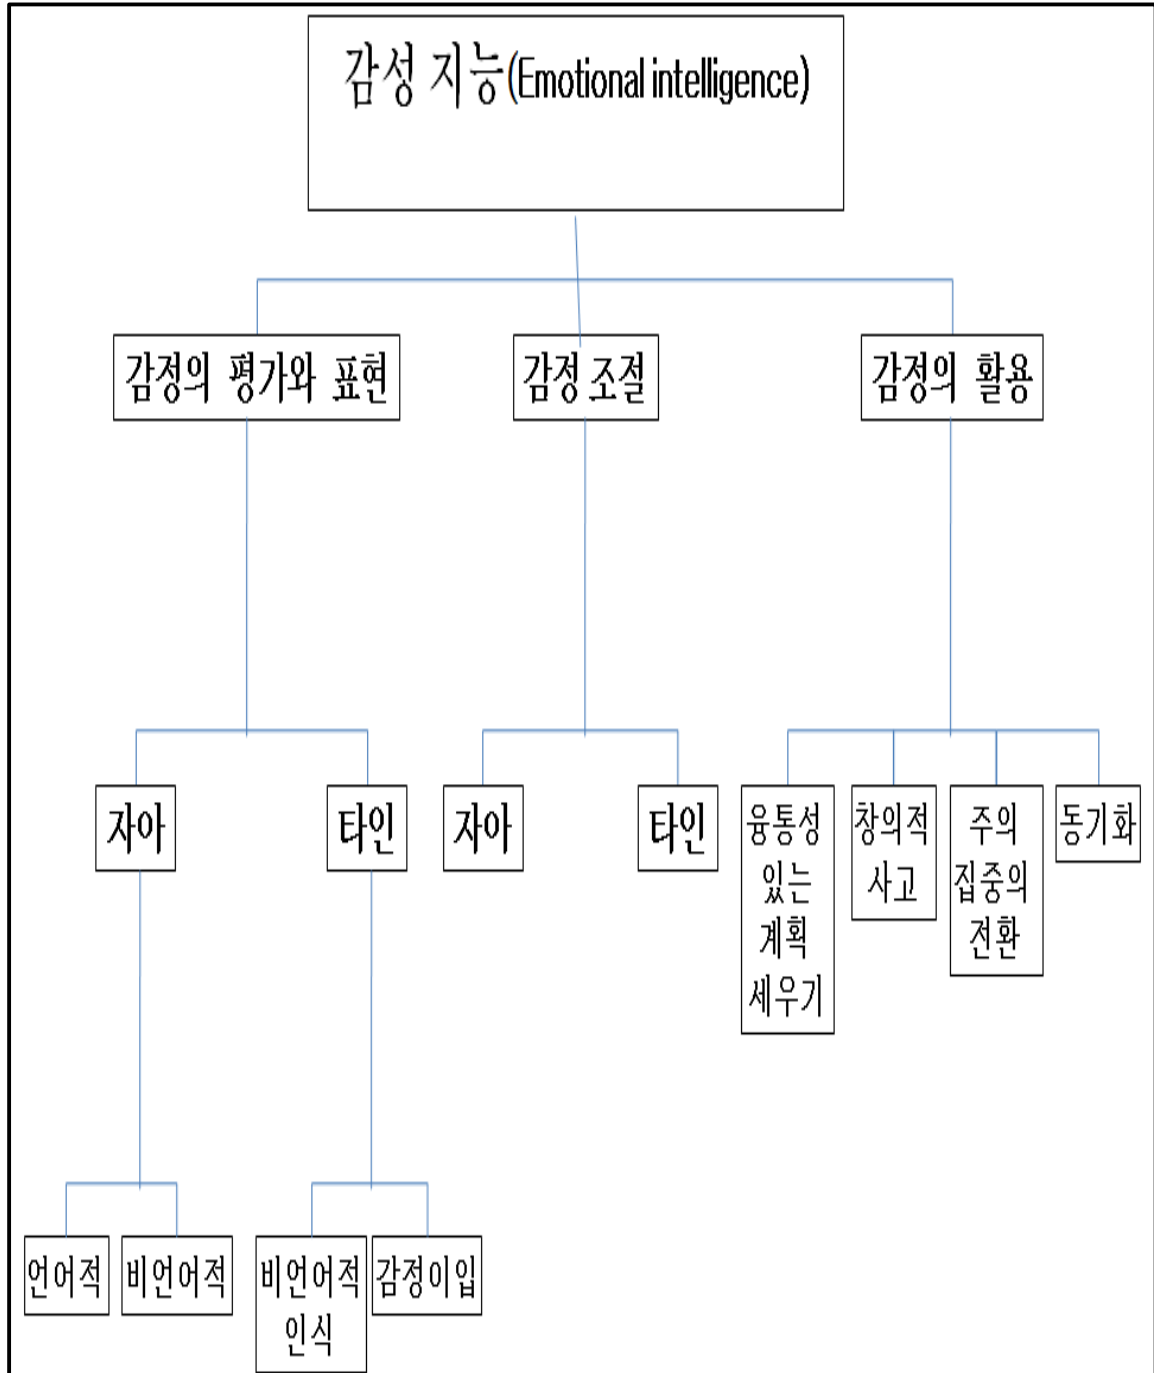 감성 지능(Emotional intelligence)
감정의 평가와 표현
감정 조절
감정의 활용
자아
타인
자아
타인
융통성
있는
계획
세우기
창의적
사고
주의
집중의
전환
동기화
언어적
비언어적
비언어적
인식
감정이입